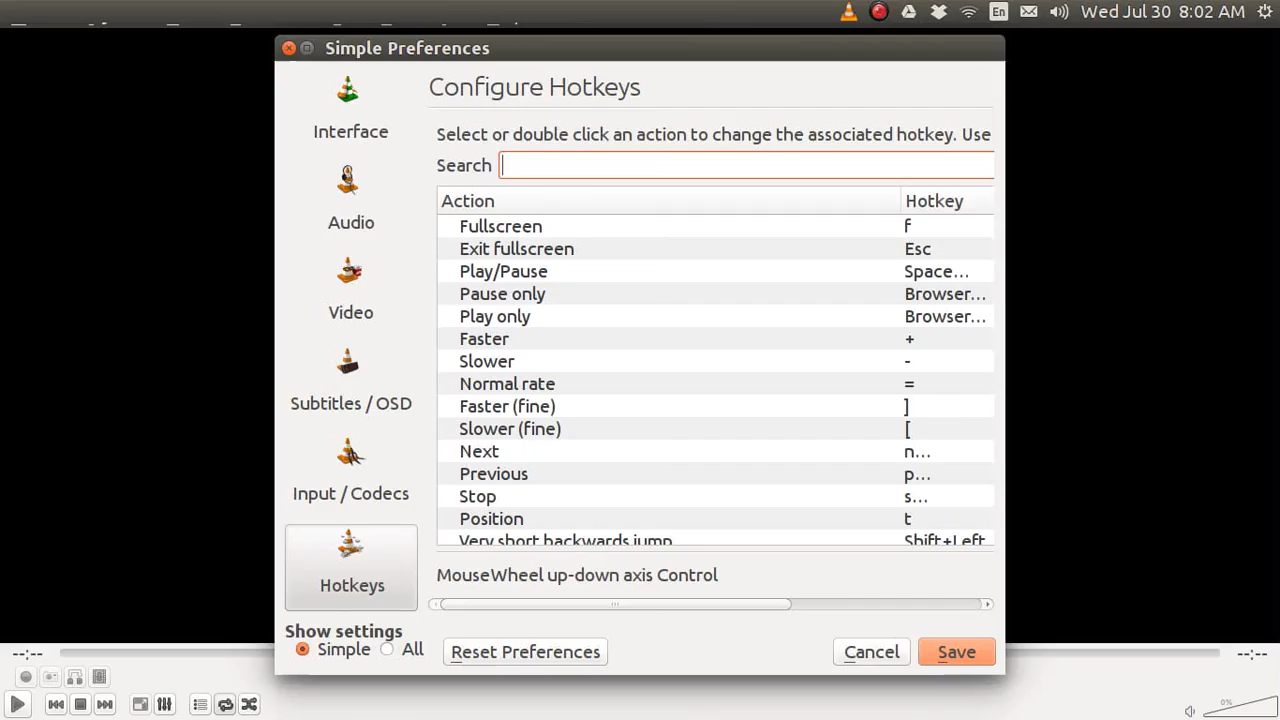 En
Wed Jul 30 8:02 AM
Simple Preferences
Interface
Audio
Video
Subtitles / OSD
Input / Codecs
Hotkeys
Show settings
Simple All
Configure Hotkeys
Select or double click an action to change the associated hotkey. Use
Search
Action Hotkey
Fullscreen f
Exit fullscreen Esc
Play/Pause Space...
Pause only Browser...
Play only Browser...
Faster +
Slower -
Normal rate =
Faster (fine) ]
Slower (fine) [
Next n...
Previous p...
Stop s...
Position t
Very short backwards jump Shift+Left
MouseWheel up-down axis Control
Reset Preferences Cancel Save
--:-- --:--
0%